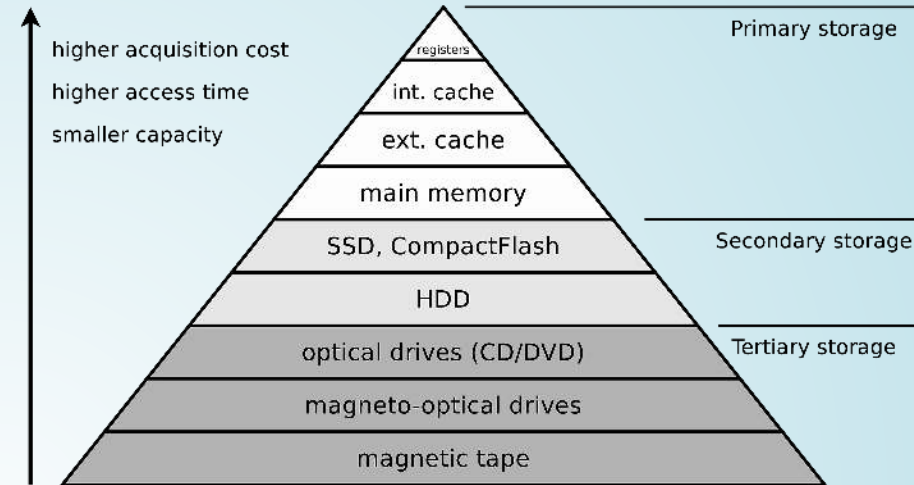 higher acquisition cost
higher access time
smaller capacity
registers
int. cache
ext. cache
main memory
SSD, CompactFlash
HDD
optical drives (CD/DVD)
magneto-optical drives
magnetic tape
Primary storage
Secondary storage
Tertiary storage